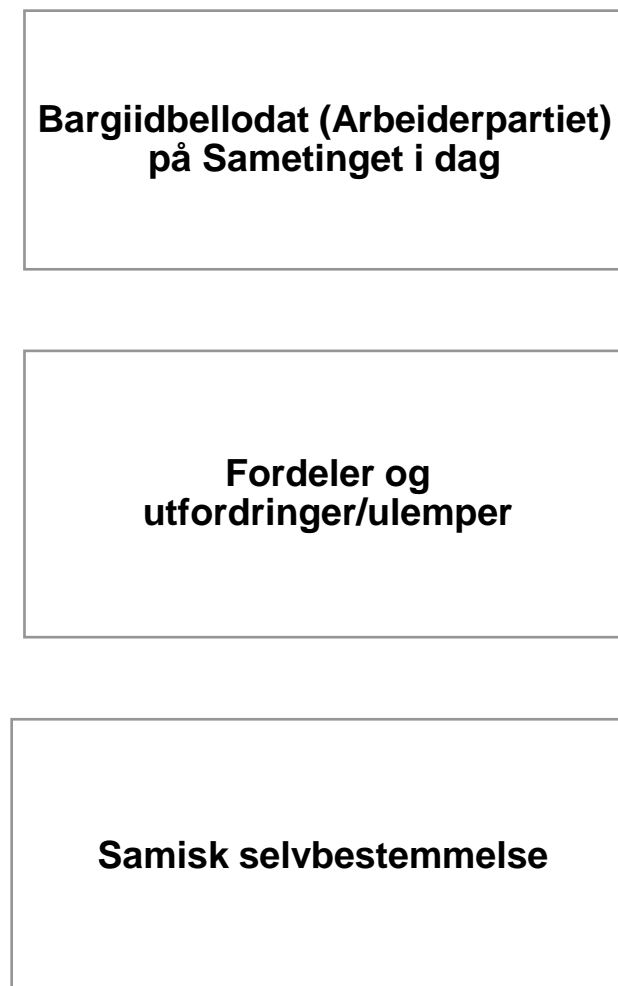 Bargiidbellodat (Arbeiderpartiet)
på Sametinget i dag
Fordeler og
utfordringer/ulemper
Samisk selvbestemmelse